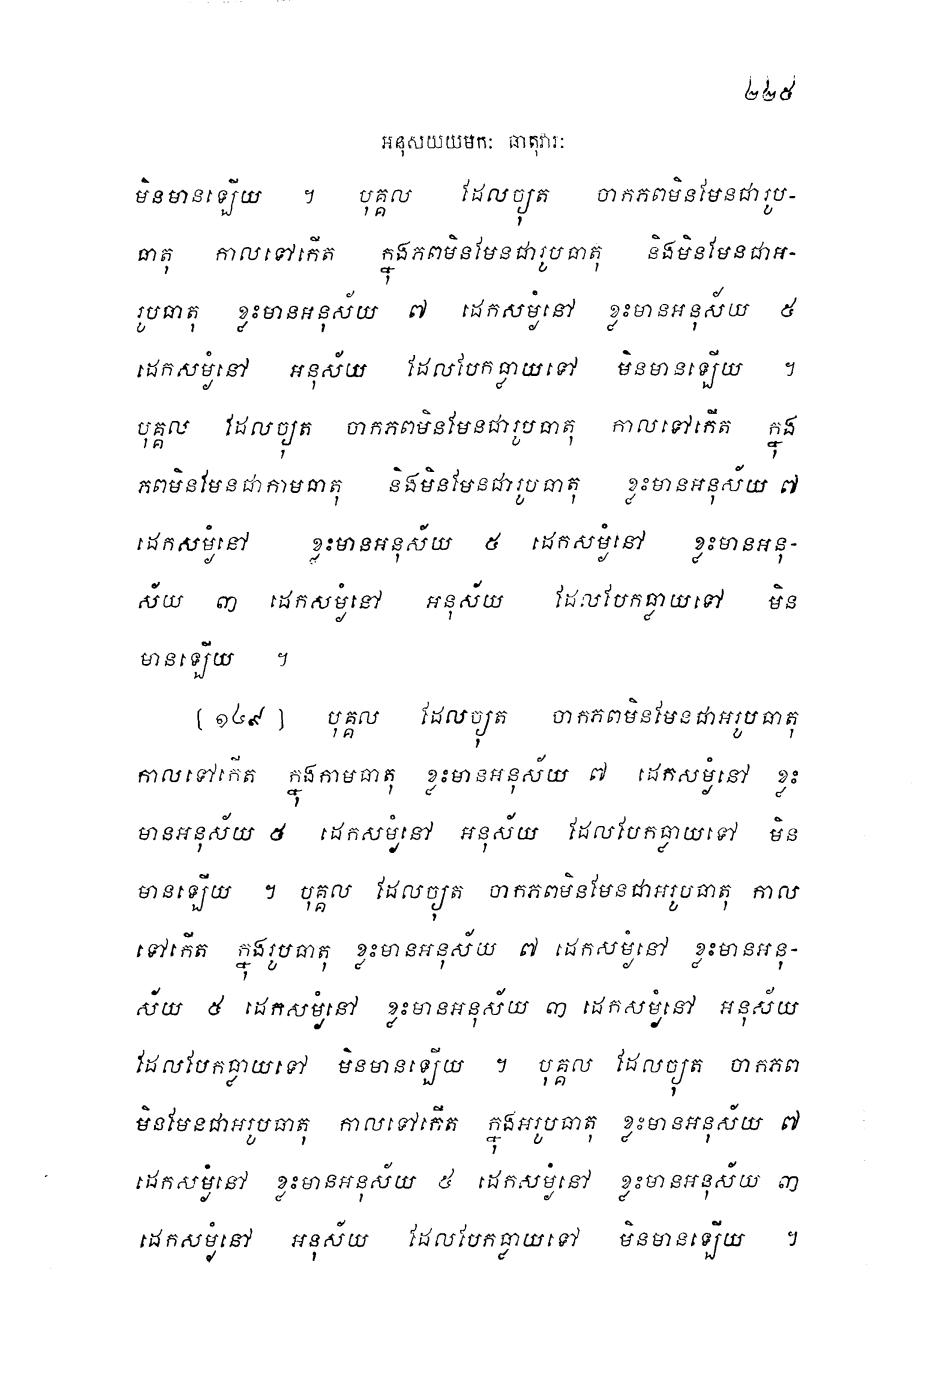 ២២៥
អនុសយយមកៈ ធាតុវារៈ
មិនមានឡើយ ។ បុគ្គល ដែលច្យុត ចាកភពមិនមែនជារូប-
ធាតុ កាលទៅកើត ក្នុងភពមិនមែនជារូបធាតុ និងមិនមែនជាអ-
រូបធាតុ ខ្លះមានអនុស័យ ៧ ដេកសម្ងំនៅ ខ្លះមានអនុស័យ ៥
ដេកសម្ងំនៅ អនុស័យ ដែលបែកធ្លាយទៅ មិនមានឡើយ ។
បុគ្គល ដែលច្យុត ចាកភពមិនមែនជារូបធាតុ កាលទៅកើត ក្នុង
ភពមិនមែនជាកាមធាតុ និងមិនមែនជារូបធាតុ ខ្លះមានអនុស័យ ៧
ដេកសម្ងំនៅ ខ្លះមានអនុស័យ ៥ ដេកសម្ងំនៅ ខ្លះមានអនុ-
ស័យ ៣ ដេកសម្ងំនៅ អនុស័យ ដែលបែកធ្លាយទៅ មិន
មានឡើយ ។
(១៤៩) បុគ្គល ដែលច្យុត ចាកភពមិនមែនជាអរូបធាតុ
កាលទៅកើត ក្នុងកាមធាតុ ខ្លះមានអនុស័យ ៧ ដេកសម្ងំនៅ ខ្លះ
មានអនុស័យ ៥ ដេកសម្ងំនៅ អនុស័យ ដែលបែកធ្លាយទៅ មិន
មានឡើយ ។ បុគ្គល ដែលច្យុត ចាកភពមិនមែនជាអរូបធាតុ កាល
ទៅកើត ក្នុងរូបធាតុ ខ្លះមានអនុស័យ ៧ ដេកសម្ងំនៅ ខ្លះមានអនុ-
ស័យ ៥ ដេកសម្ងំនៅ ខ្លះមានអនុស័យ ៣ ដេកសម្ងំនៅ អនុស័យ
ដែលបែកធ្លាយទៅ មិនមានឡើយ ។ បុគ្គល ដែលច្យុត ចាកភព
មិនមែនជាអរូបធាតុ កាលទៅកើត ក្នុងអរូបធាតុ ខ្លះមានអនុស័យ ៧
ដេកសម្ងំនៅ ខ្លះមានអនុស័យ ៥ ដេកសម្ងំនៅ ខ្លះមានអនុស័យ ៣
ដេកសម្ងំនៅ អនុស័យ ដែលបែកធ្លាយទៅ មិនមានឡើយ ។